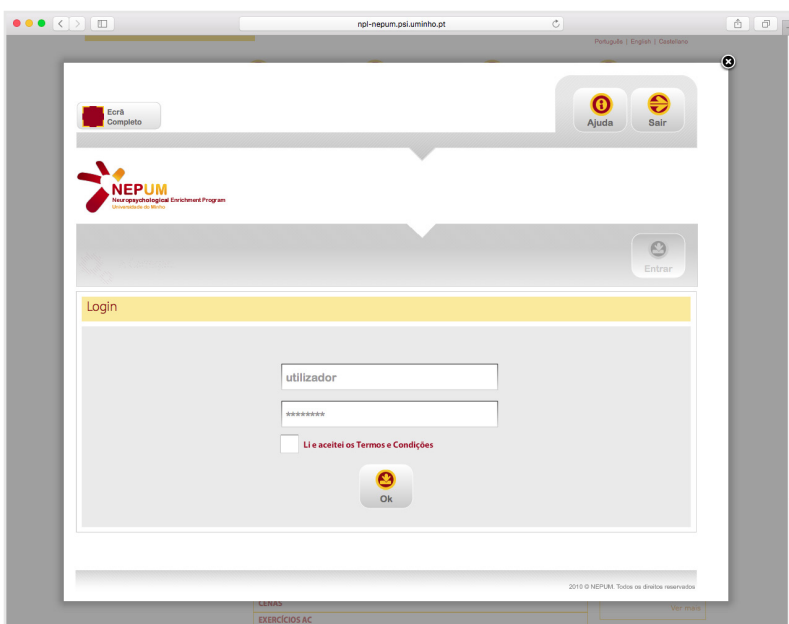 npl-nepum.psi.uminho.pt
Português | English | Castellano
Ecrã
Completo
Ajuda
Sair
NEPUM
Neuropsychological Enrichment Program
Universidade do Minho
Entrar
Login
utilizador
********
Li e aceitei os Termos e Condições
Ok
2010 © NEPUM. Todos os direitos reservados
CENAS
Ver mais
EXERCÍCIOS AC